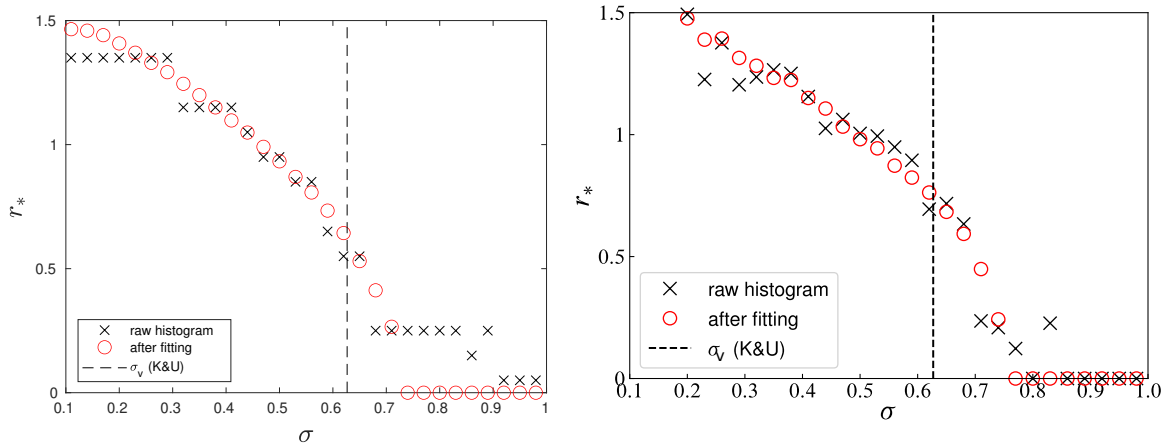 1.5
1
0.5
0
r*
raw histogram
after fitting
σv (K&U)
0.1 0.2 0.3 0.4 0.5 0.6 0.7 0.8 0.9 1
σ
1.5
1
0.5
0
r*
raw histogram
after fitting
σv (K&U)
0.1 0.2 0.3 0.4 0.5 0.6 0.7 0.8 0.9 1.0
σ